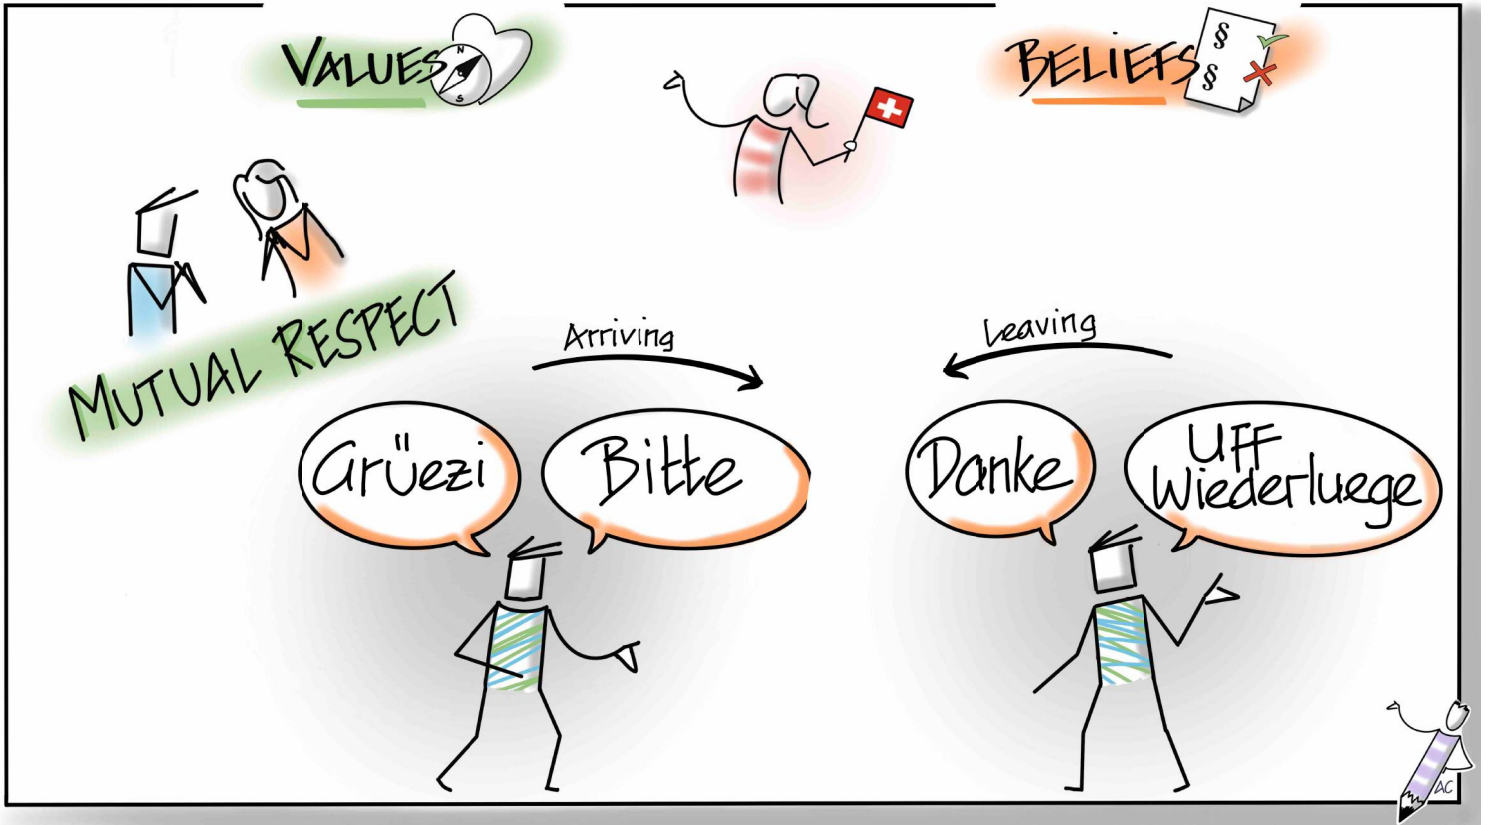 VALUES
N
S
BELIEFS
§
§
MUTUAL RESPECT
Arriving
Leaving
Grüezi
Bitte
Danke
UFF
Wiederluege
AC